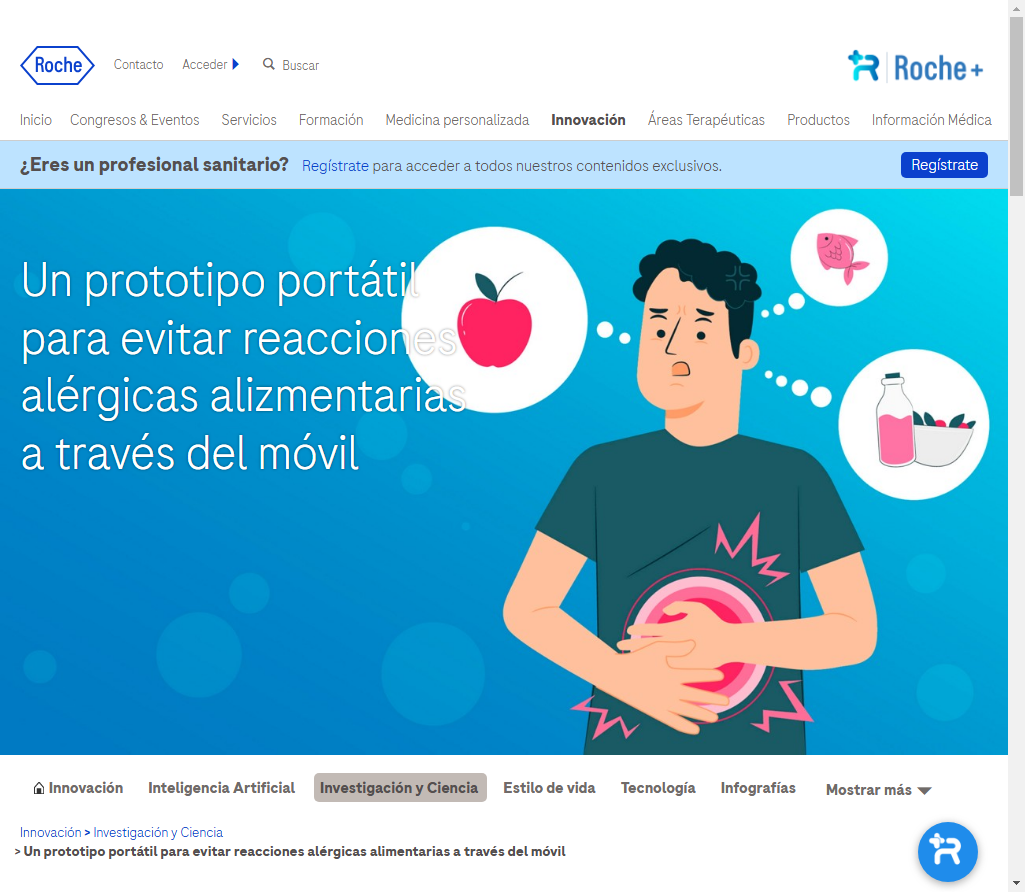 Roche Contacto Acceder Buscar Roche+
Inicio Congresos & Eventos Servicios Formación Medicina personalizada Innovación Áreas Terapéuticas Productos Información Médica
¿Eres un profesional sanitario? Regístrate para acceder a todos nuestros contenidos exclusivos. Regístrate
Un prototipo portátil
para evitar reacciones
alérgicas alizmentarias
a través del móvil
Innovación Inteligencia Artificial Investigación y Ciencia Estilo de vida Tecnología Infografías Mostrar más
Innovación > Investigación y Ciencia
> Un prototipo portátil para evitar reacciones alérgicas alimentarias a través del móvil